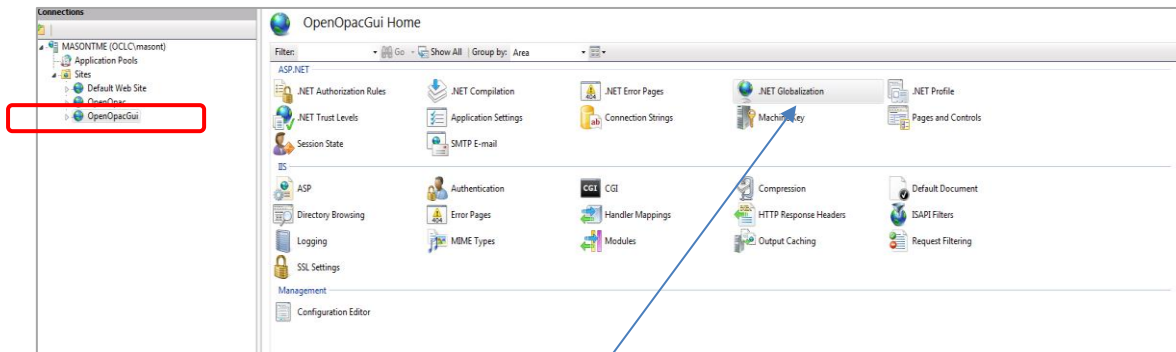 Connections
OpenOpacGui Home
MASONTME (OCLC\masont)
Application Pools
Sites
Default Web Site
OpenOpac
OpenOpacGui
Filter: Go Show All Group by: Area
ASP.NET
.NET Authorization Rules .NET Compilation .NET Error Pages .NET Globalization .NET Profile
.NET Trust Levels Application Settings Connection Strings Machine Key Pages and Controls
Session State SMTP E-mail
IIS
ASP Authentication CGI Compression Default Document
Directory Browsing Error Pages Handler Mappings HTTP Response Headers ISAPI Filters
Logging MIME Types Modules Output Caching Request Filtering
SSL Settings
Management
Configuration Editor